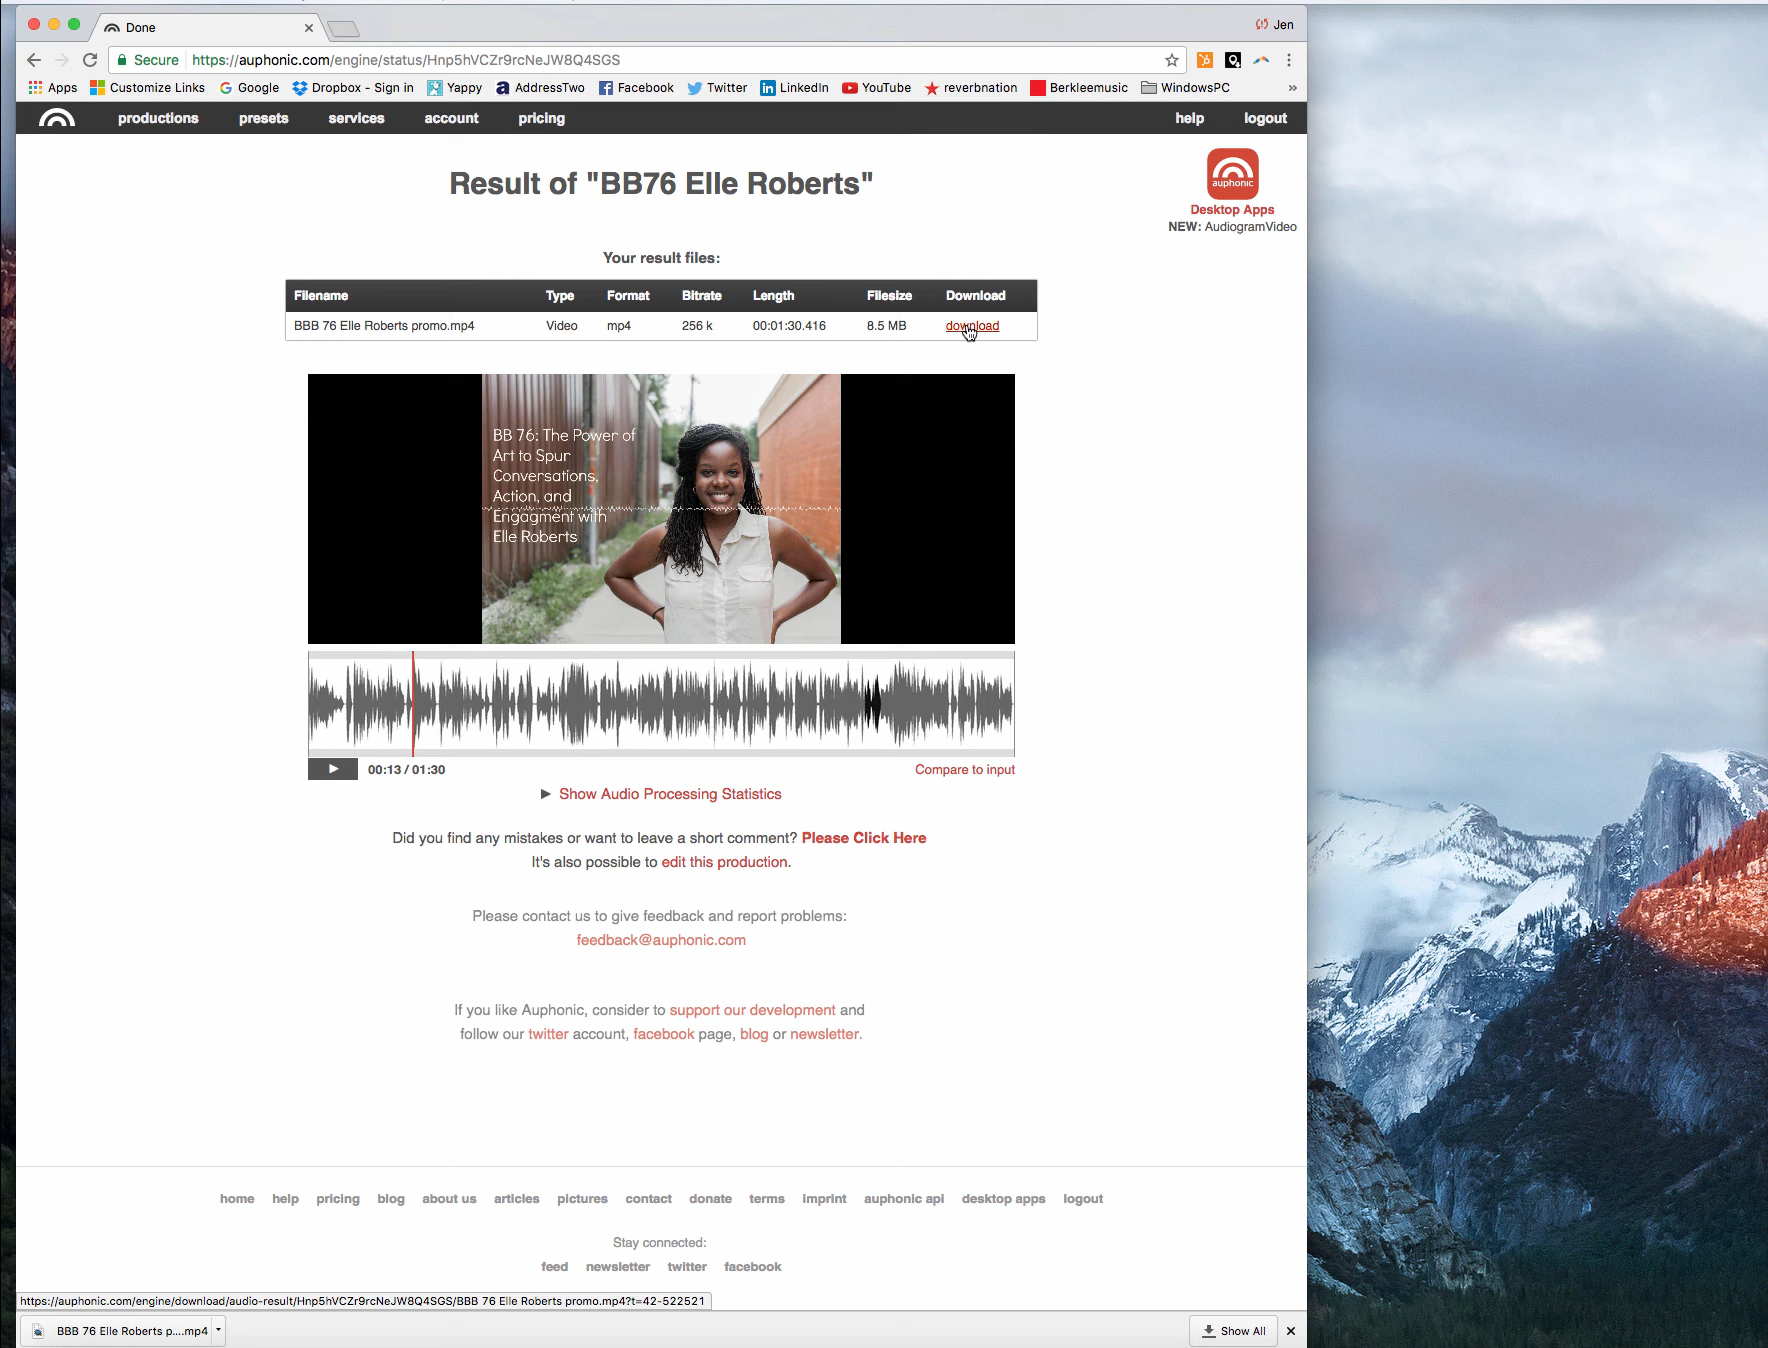 Done
Jen
Secure https://auphonic.com/engine/status/Hnp5hVCZr9rcNeJW8Q4SGS
Apps Customize Links Google Dropbox - Sign in Yappy AddressTwo Facebook Twitter LinkedIn YouTube reverbnation Berkleemusic WindowsPC »
productions presets services account pricing help logout
Result of "BB76 Elle Roberts"
auphonic
Desktop Apps
NEW: AudiogramVideo
Your result files:
Filename Type Format Bitrate Length Filesize Download
BBB 76 Elle Roberts promo.mp4 Video mp4 256 k 00:01:30.416 8.5 MB download
BB 76: The Power of
Art to Spur
Conversations,
Action, and
Engagment with
Elle Roberts
00:13 / 01:30 Compare to input
Show Audio Processing Statistics
Did you find any mistakes or want to leave a short comment? Please Click Here
It's also possible to edit this production.
Please contact us to give feedback and report problems:
feedback@auphonic.com
If you like Auphonic, consider to support our development and
follow our twitter account, facebook page, blog or newsletter.
home help pricing blog about us articles pictures contact donate terms imprint auphonic api desktop apps logout
Stay connected:
feed newsletter twitter facebook
https://auphonic.com/engine/download/audio-result/Hnp5hVCZr9rcNeJW8Q4SGS/BBB 76 Elle Roberts promo.mp4?t=42-522521
BBB 76 Elle Roberts p....mp4 Show All